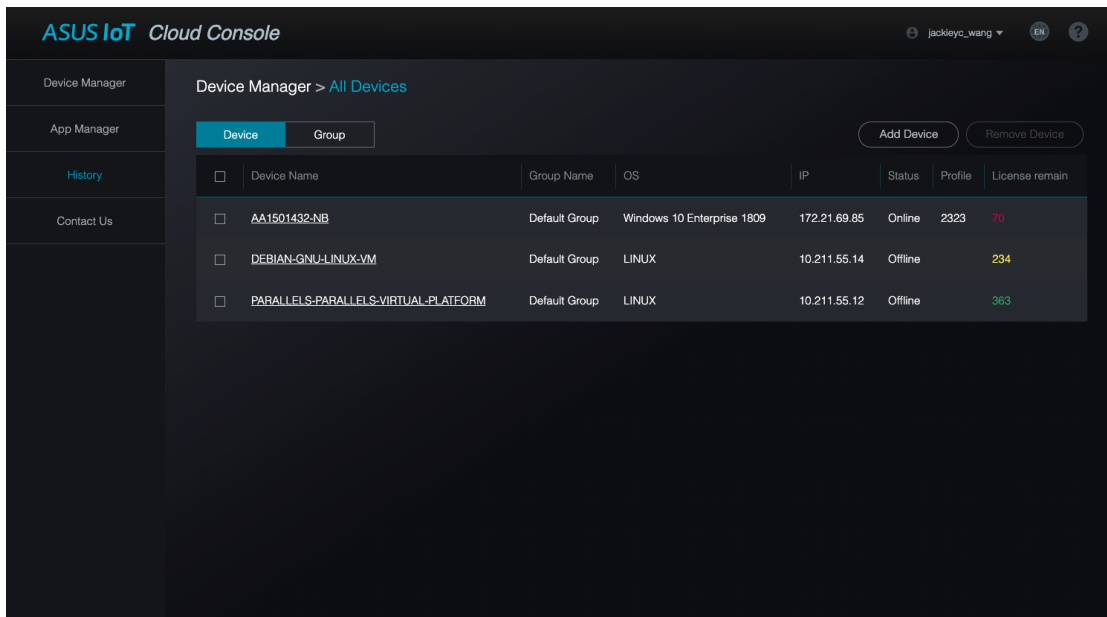 ASUS IoT Cloud Console
jackieyc_wang
EN
?
Device Manager
App Manager
History
Contact Us
Device Manager > All Devices
Device Group
Add Device Remove Device
Device Name Group Name OS IP Status Profile License remain
AA1501432-NB Default Group Windows 10 Enterprise 1809 172.21.69.85 Online 2323 70
DEBIAN-GNU-LINUX-VM Default Group LINUX 10.211.55.14 Offline 234
PARALLELS-PARALLELS-VIRTUAL-PLATFORM Default Group LINUX 10.211.55.12 Offline 363